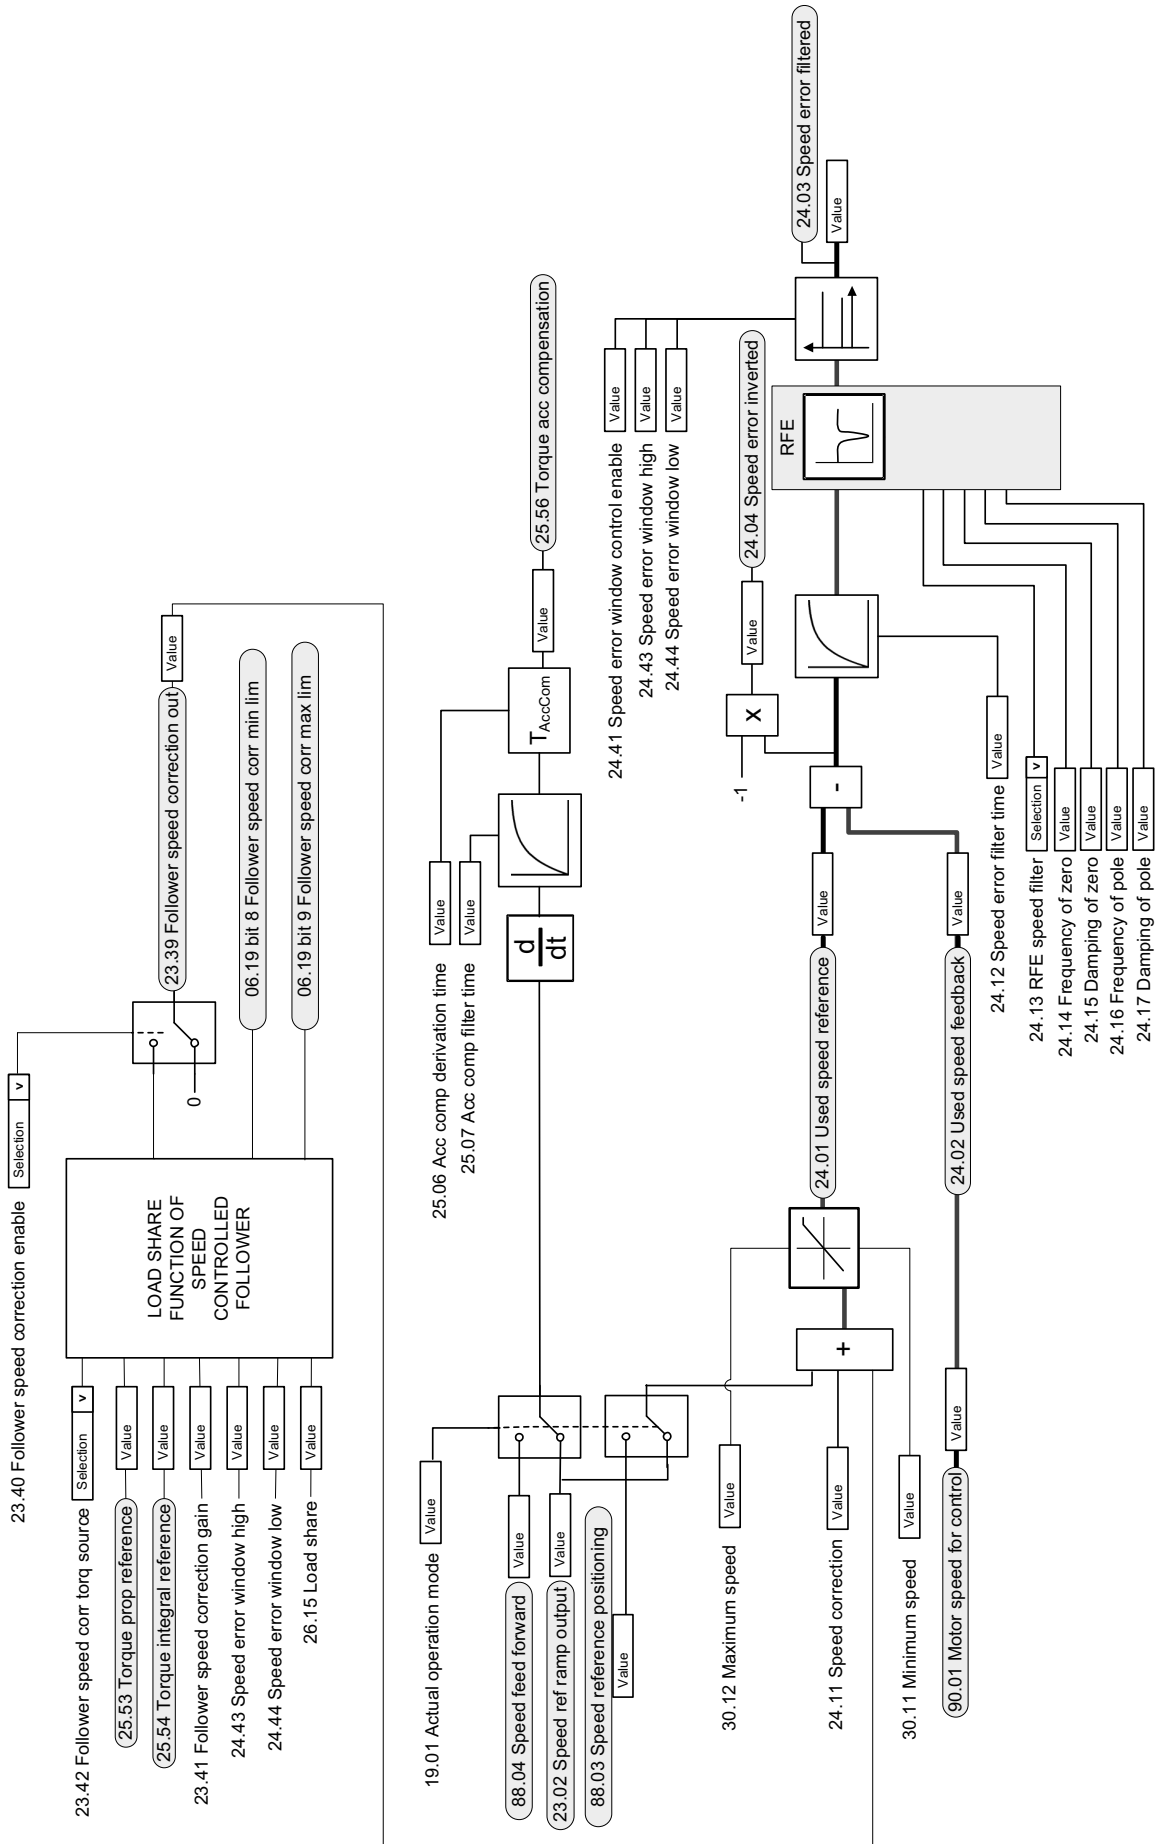 23.40 Follower speed correction enable
Selection v
23.42 Follower speed corr torq source
Selection v
25.53 Torque prop reference
Value
25.54 Torque integral reference
Value
23.41 Follower speed correction gain
Value
24.43 Speed error window high
Value
24.44 Speed error window low
Value
26.15 Load share
Value
LOAD SHARE
FUNCTION OF
SPEED
CONTROLLED
FOLLOWER
0
23.39 Follower speed correction out
Value
06.19 bit 8 Follower speed corr min lim
06.19 bit 9 Follower speed corr max lim
19.01 Actual operation mode
Value
88.04 Speed feed forward
Value
23.02 Speed ref ramp output
Value
88.03 Speed reference positioning
Value
25.06 Acc comp derivation time
Value
25.07 Acc comp filter time
Value
d
dt
TAccCom
Value
25.56 Torque acc compensation
24.41 Speed error window control enable
Value
24.43 Speed error window high
Value
24.44 Speed error window low
Value
30.12 Maximum speed
Value
24.11 Speed correction
Value
30.11 Minimum speed
Value
90.01 Motor speed for control
Value
+
24.01 Used speed reference
Value
24.02 Used speed feedback
Value
-
-1
X
Value
24.04 Speed error inverted
RFE
24.03 Speed error filtered
Value
24.12 Speed error filter time
Value
24.13 RFE speed filter
Selection v
24.14 Frequency of zero
Value
24.15 Damping of zero
Value
24.16 Frequency of pole
Value
24.17 Damping of pole
Value